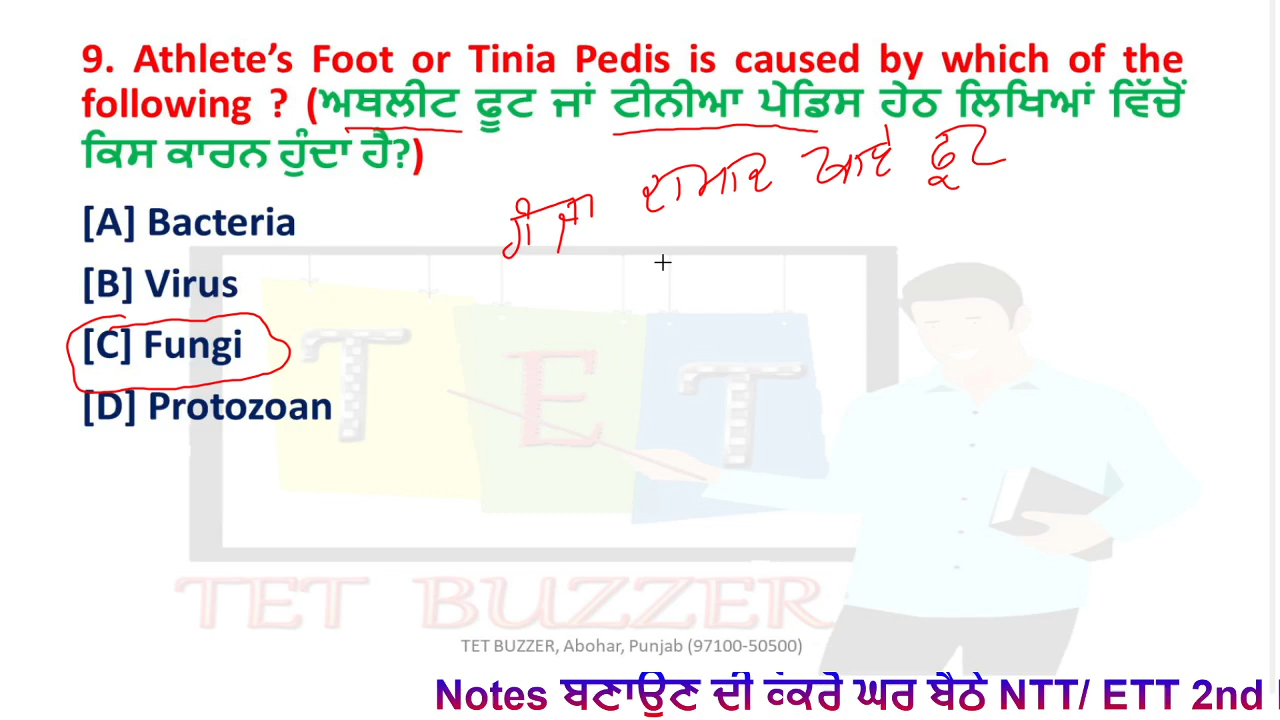 9. Athlete's Foot or Tinia Pedis is caused by which of the
following ? (ਅਥਲੀਟ ਫੂਟ ਜਾਂ ਟੀਨੀਆ ਪੇਡਿਸ ਹੇਠ ਲਿਖਿਆਂ ਵਿੱਚੋਂ
ਕਿਸ ਕਾਰਨ ਹੁੰਦਾ ਹੈ?)
ਦਾਮਾਦ ਆਏ ਫੂਟ
[A] Bacteria
[B] Virus
[C] Fungi
[D] Protozoan
T E T
TET BUZZER
TET BUZZER, Abohar, Punjab (97100-50500)
Notes ਬਣਾਉਣ ਦੀ ਘਰ ਬੈਠੇ NTT/ ETT 2nd